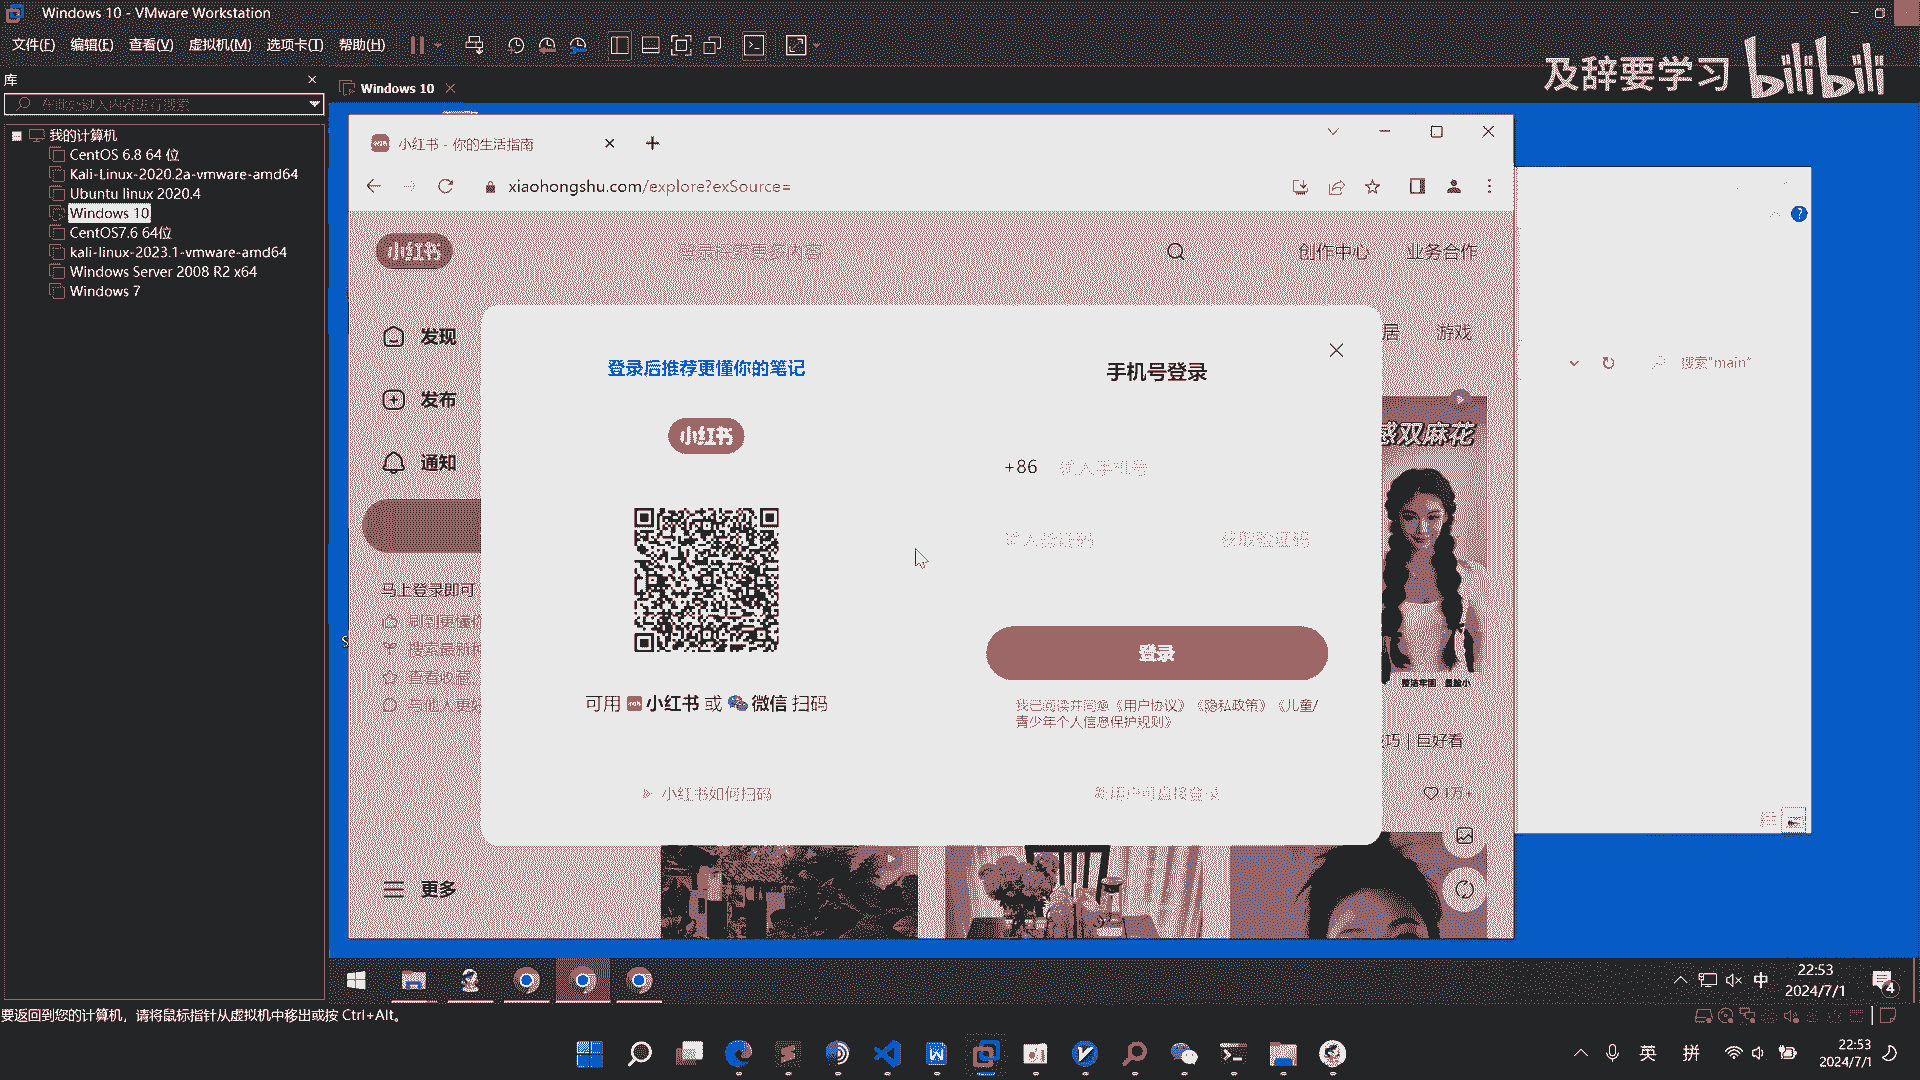 Windows 10 - VMware Workstation
文件(F) 编辑(E) 查看(V) 虚拟机(M) 选项卡(T) 帮助(H)
及辞要学习 bilibili
库
在此处键入内容进行搜索
Windows 10
我的计算机
CentOS 6.8 64 位
Kali-Linux-2020.2a-vmware-amd64
Ubuntu linux 2020.4
Windows 10
CentOS7.6 64位
kali-linux-2023.1-vmware-amd64
Windows Server 2008 R2 x64
Windows 7
小红书 - 你的生活指南
xiaohongshu.com/explore?exSource=
小红书
登录探索更多内容
创作中心 业务合作
发现
发布
通知
居 游戏
搜索"main"
登录后推荐更懂你的笔记
小红书
可用 小红书 或 微信 扫码
小红书如何扫码
手机号登录
+86 输入手机号
输入验证码 获取验证码
登录
我已阅读并同意《用户协议》《隐私政策》《儿童/
青少年个人信息保护规则》
新用户可直接登录
感双麻花
巧 | 巨好看
1万+
马上登录即可
刷到更懂你
搜索最新
查看收藏
与他人更好
更多
中
22:53
2024/7/1
4
要返回到您的计算机，请将鼠标指针从虚拟机中移出或按 Ctrl+Alt。
英 拼
22:53
2024/7/1